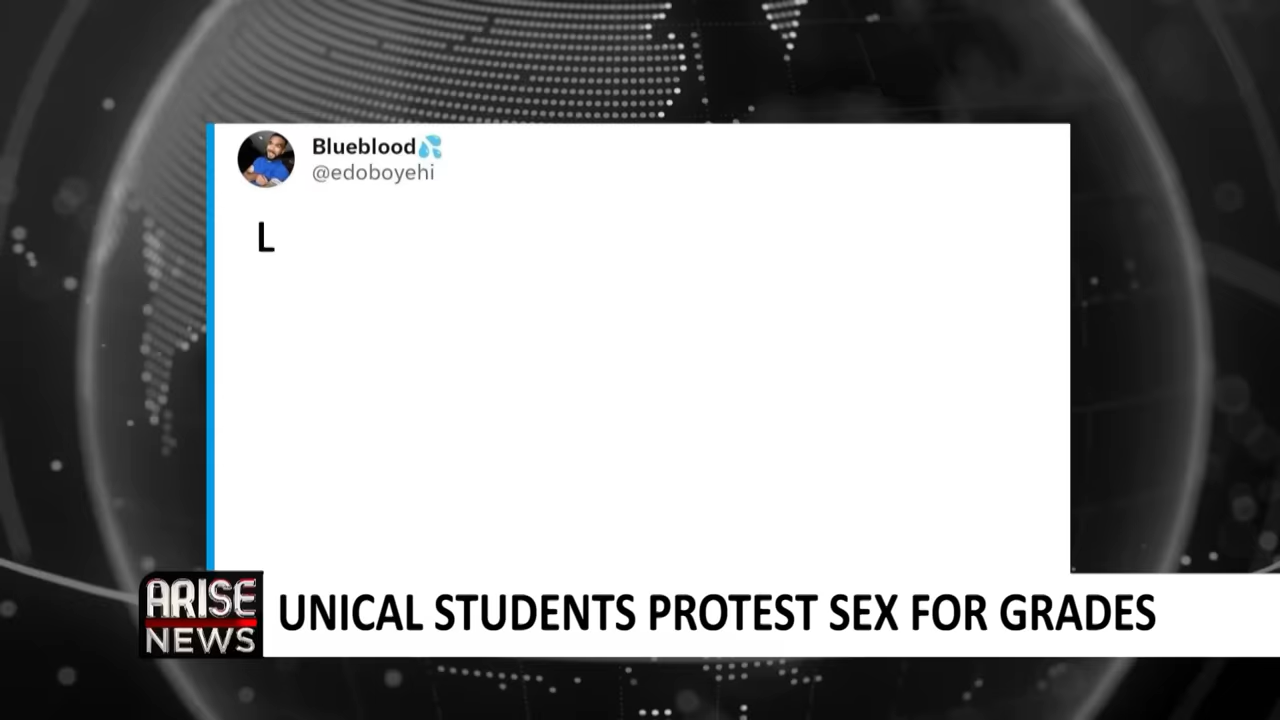 Blueblood💦
@edoboyehi
L
ARISE
NEWS
UNICAL STUDENTS PROTEST SEX FOR GRADES